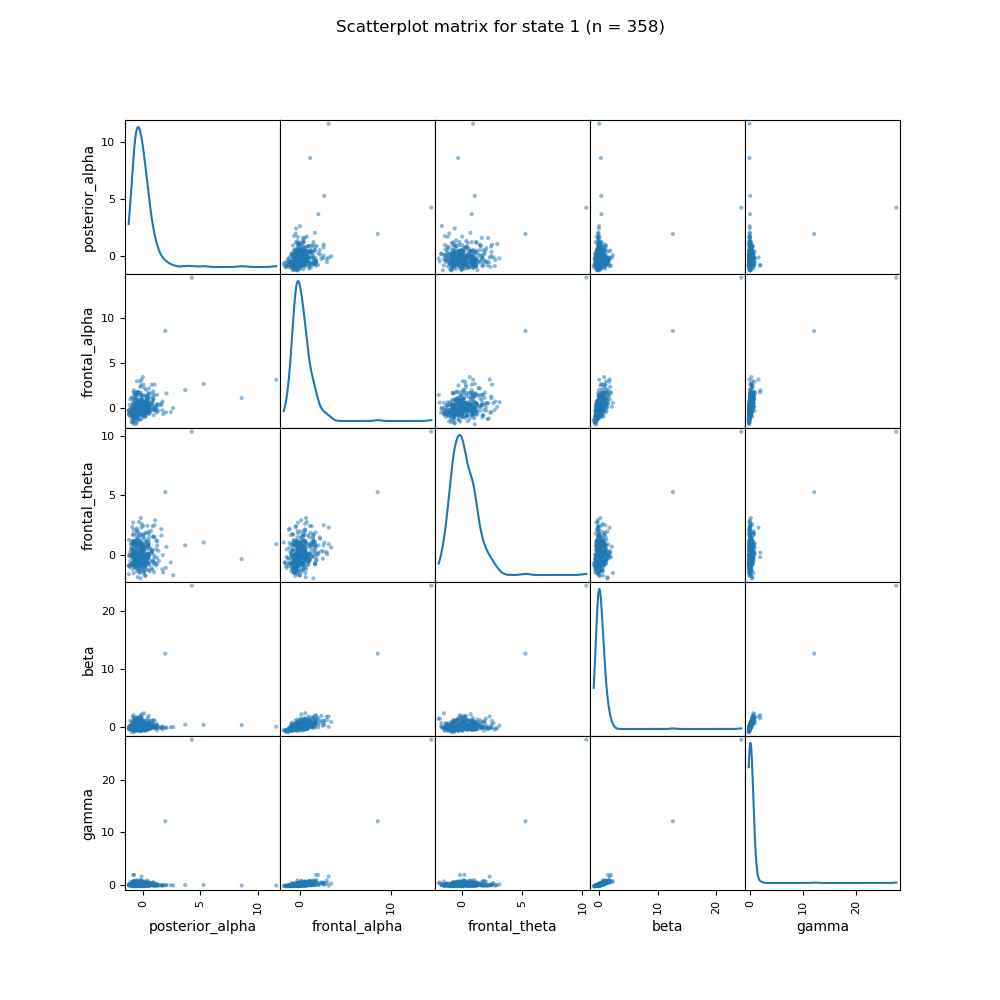 Scatterplot matrix for state 1 (n = 358)
posterior_alpha
10
5
0
frontal_alpha
10
5
0
frontal_theta
10
5
0
beta
20
10
0
gamma
20
10
0
0 5 10 0 10 0 5 10 0 10 20 0 10 20
posterior_alpha frontal_alpha frontal_theta beta gamma